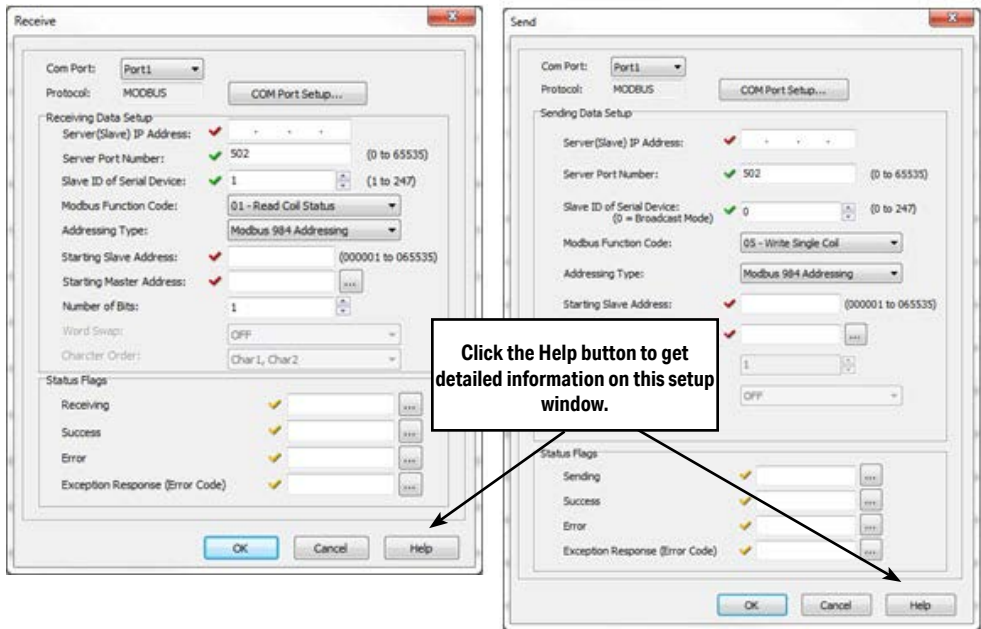 Receive
Com Port: Port1
Protocol: MODBUS COM Port Setup...
Receiving Data Setup
Server(Slave) IP Address: . . .
Server Port Number: 502 (0 to 65535)
Slave ID of Serial Device: 1 (1 to 247)
Modbus Function Code: 01 - Read Coil Status
Addressing Type: Modbus 984 Addressing
Starting Slave Address: (000001 to 065535)
Starting Master Address: ...
Number of Bits: 1
Word Swap: OFF
Charcter Order: Char1, Char2
Status Flags
Receiving ...
Success ...
Error ...
Exception Response (Error Code) ...
OK Cancel Help
Send
Com Port: Port1
Protocol: MODBUS COM Port Setup...
Sending Data Setup
Server(Slave) IP Address: . . .
Server Port Number: 502 (0 to 65535)
Slave ID of Serial Device: 0 (0 to 247)
(0 = Broadcast Mode)
Modbus Function Code: 05 - Write Single Coil
Addressing Type: Modbus 984 Addressing
Starting Slave Address: (000001 to 065535)
...
1
OFF
Status Flags
Sending ...
Success ...
Error ...
Exception Response (Error Code) ...
OK Cancel Help
Click the Help button to get
detailed information on this setup
window.